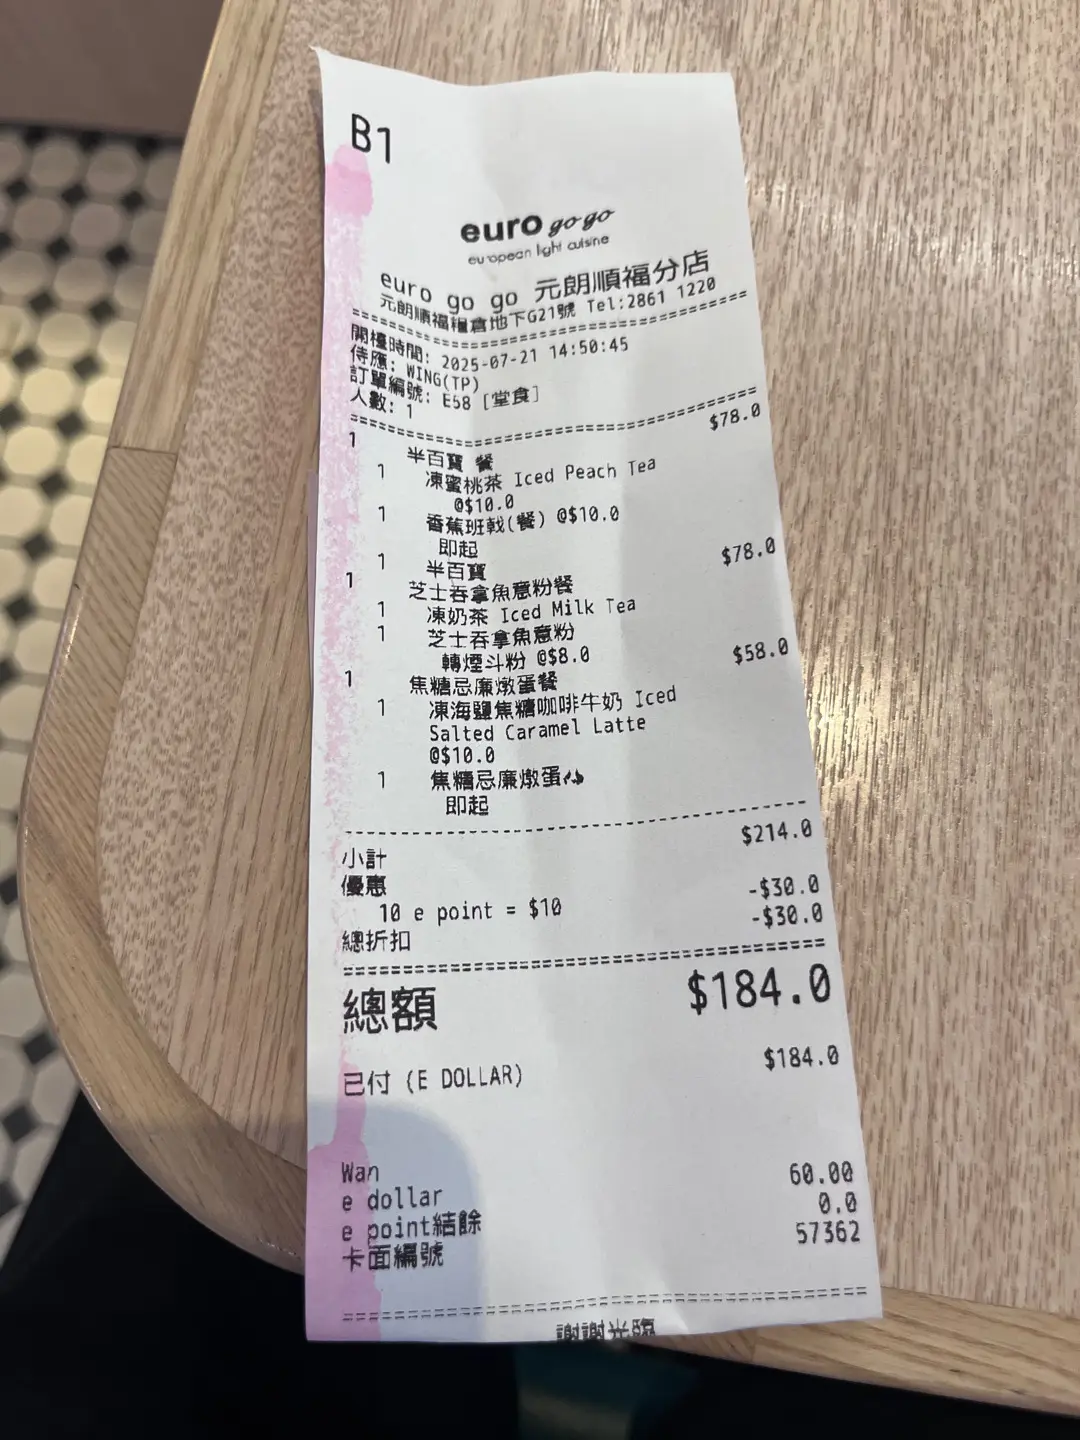 B1
euro go go
european light cuisine
euro go go 元朗順福分店
元朗順福糧倉地下G21號 Tel:2861 1220
開檯時間: 2025-07-21 14:50:45
侍應: WING(TP)
訂單編號: E58 [堂食]
人數: 1
1 半百寶 餐 $78.0
1 凍蜜桃茶 Iced Peach Tea
@$10.0
1 香蕉班戟(餐) @$10.0
即起
1 半百寶
1 芝士吞拿魚意粉餐 $78.0
1 凍奶茶 Iced Milk Tea
1 芝士吞拿魚意粉
轉煙斗粉 @$8.0
1 焦糖忌廉燉蛋餐 $58.0
1 凍海鹽焦糖咖啡牛奶 Iced
Salted Caramel Latte
@$10.0
1 焦糖忌廉燉蛋
即起
小計 $214.0
優惠
10 e point = $10 -$30.0
總折扣 -$30.0
總額 $184.0
已付 (E DOLLAR) $184.0
Wan
e dollar 60.00
e point結餘 0.0
卡面編號 57362
謝謝光臨